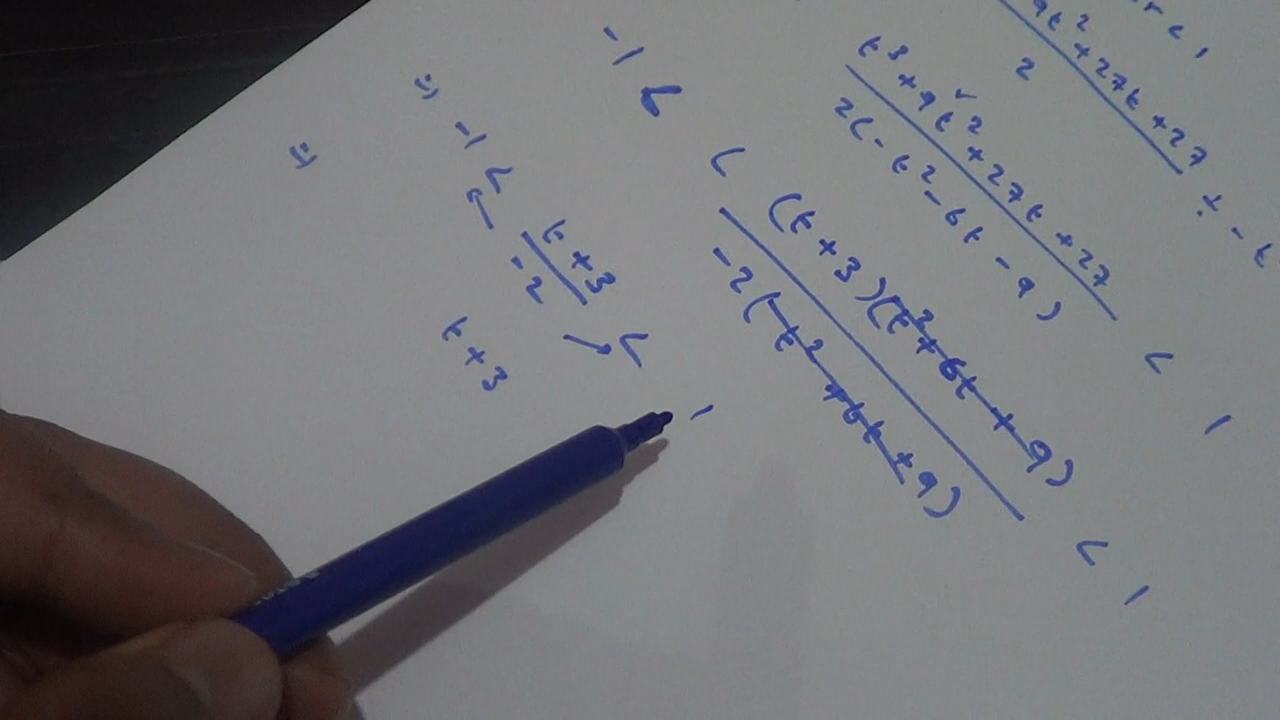 r < 1
9t² + 27t + 27 / 2 ÷ - t
t³ + 9t² + 27t + 27 / 2(-t² - 6t - 9) < 1
-1 < (t + 3)(t² + 6t + 9) / -2(t² + 6t + 9) < 1
=) -1 < t + 3 / -2 < 1
= t + 3